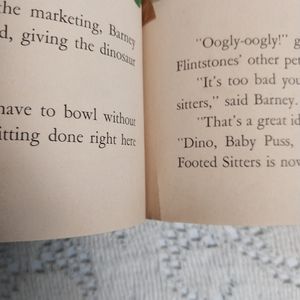 the marketing, Barney
d, giving the dinosaur
have to bowl without
itting done right here
"Oogly-oogly!" g
Flintstones' other pet
"It's too bad you
sitters," said Barney.
"That's a great id
"Dino, Baby Puss,
Footed Sitters is now